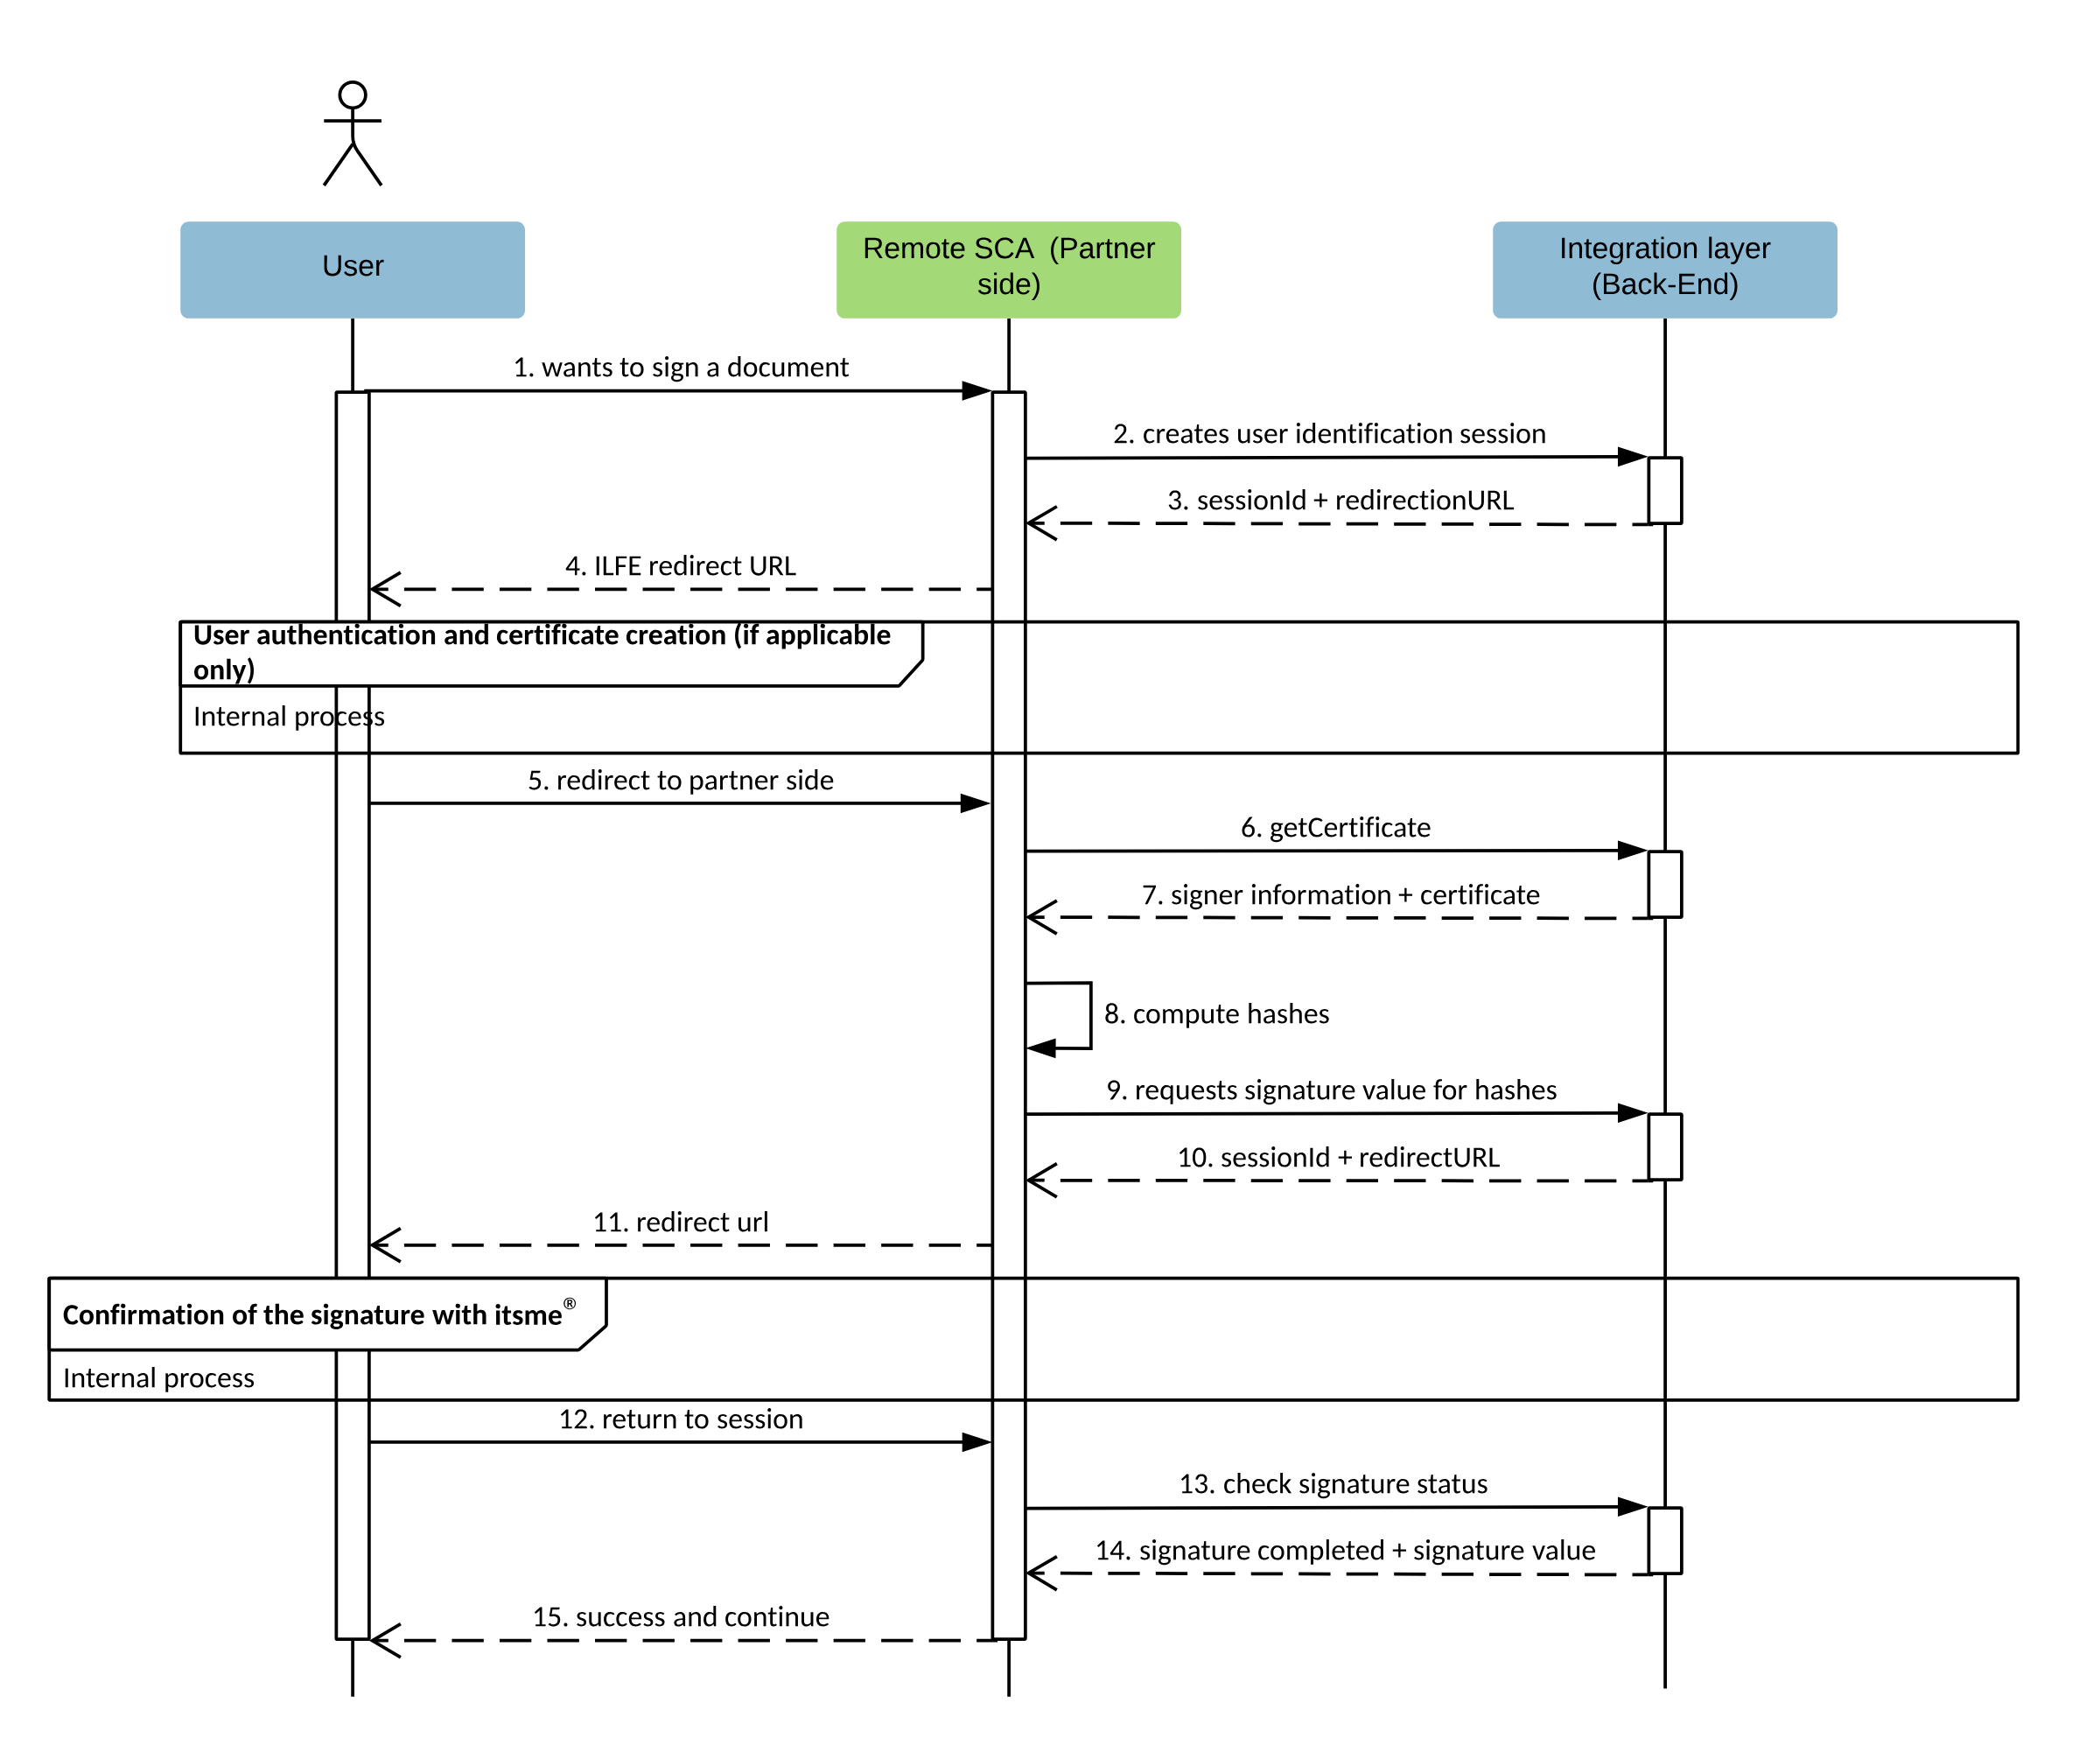 User
Remote SCA  (Partner
side)
Integration layer
(Back-End)
1. wants to sign a document
2. creates user identification session
3. sessionId + redirectionURL
4. ILFE redirect URL
User authentication and certificate creation (if applicable
only)
Internal process
5. redirect to partner side
6. getCertificate
7. signer information + certificate
8. compute hashes
9. requests signature value for hashes
10. sessionId + redirectURL
11. redirect url
Confirmation of the signature with itsme®
Internal process
12. return to session
13. check signature status
14. signature completed + signature value
15. success and continue